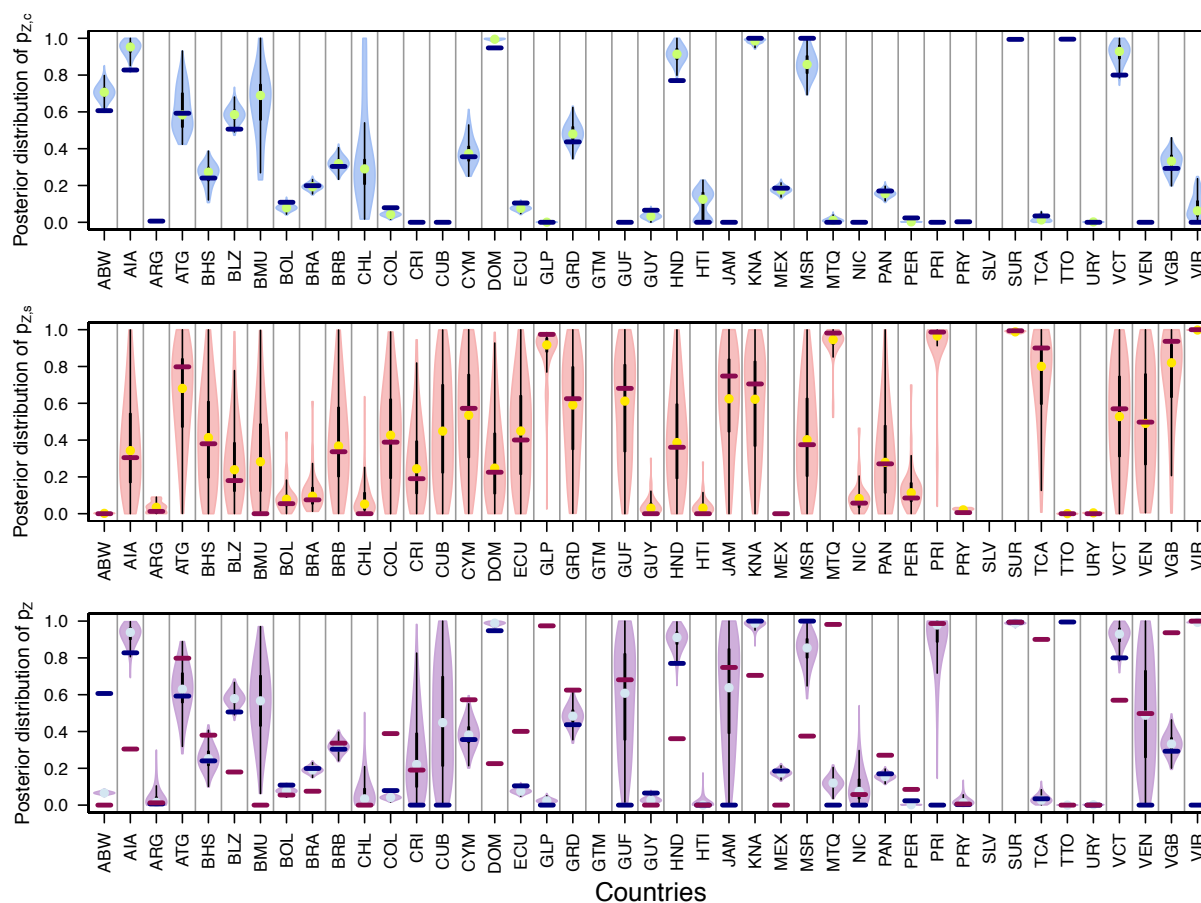 Posterior distribution of pZ,c
1.0
0.8
0.6
0.4
0.2
0.0
ABW AIA ARG ATG BHS BLZ BMU BOL BRA BRB CHL COL CRI CUB CYM DOM ECU GLP GRD GTM GUF GUY HND HTI JAM KNA MEX MSR MTQ NIC PAN PER PRI PRY SLV SUR TCA TTO URY VCT VEN VGB VIR
Posterior distribution of pZ,s
1.0
0.8
0.6
0.4
0.2
0.0
ABW AIA ARG ATG BHS BLZ BMU BOL BRA BRB CHL COL CRI CUB CYM DOM ECU GLP GRD GTM GUF GUY HND HTI JAM KNA MEX MSR MTQ NIC PAN PER PRI PRY SLV SUR TCA TTO URY VCT VEN VGB VIR
Posterior distribution of pZ
1.0
0.8
0.6
0.4
0.2
0.0
ABW AIA ARG ATG BHS BLZ BMU BOL BRA BRB CHL COL CRI CUB CYM DOM ECU GLP GRD GTM GUF GUY HND HTI JAM KNA MEX MSR MTQ NIC PAN PER PRI PRY SLV SUR TCA TTO URY VCT VEN VGB VIR
Countries